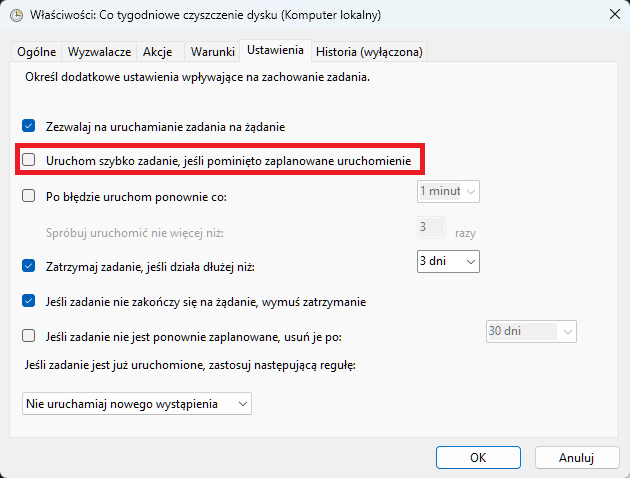 Właściwości: Co tygodniowe czyszczenie dysku (Komputer lokalny)
Ogólne Wyzwalacze Akcje Warunki Ustawienia Historia (wyłączona)
Określ dodatkowe ustawienia wpływające na zachowanie zadania.
Zezwalaj na uruchamianie zadania na żądanie
Uruchom szybko zadanie, jeśli pominięto zaplanowane uruchomienie
Po błędzie uruchom ponownie co: 1 minut
Spróbuj uruchomić nie więcej niż: 3 razy
Zatrzymaj zadanie, jeśli działa dłużej niż: 3 dni
Jeśli zadanie nie zakończy się na żądanie, wymuś zatrzymanie
Jeśli zadanie nie jest ponownie zaplanowane, usuń je po: 30 dni
Jeśli zadanie jest już uruchomione, zastosuj następującą regułę:
Nie uruchamiaj nowego wystąpienia
OK Anuluj